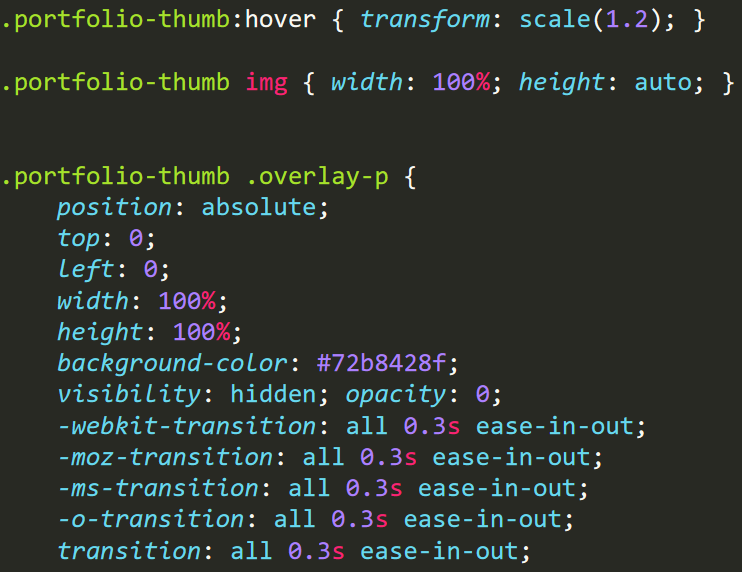 .portfolio-thumb:hover { transform: scale(1.2); }
.portfolio-thumb img { width: 100%; height: auto; }
.portfolio-thumb .overlay-p {
position: absolute;
top: 0;
left: 0;
width: 100%;
height: 100%;
background-color: #72b8428f;
visibility: hidden; opacity: 0;
-webkit-transition: all 0.3s ease-in-out;
-moz-transition: all 0.3s ease-in-out;
-ms-transition: all 0.3s ease-in-out;
-o-transition: all 0.3s ease-in-out;
transition: all 0.3s ease-in-out;